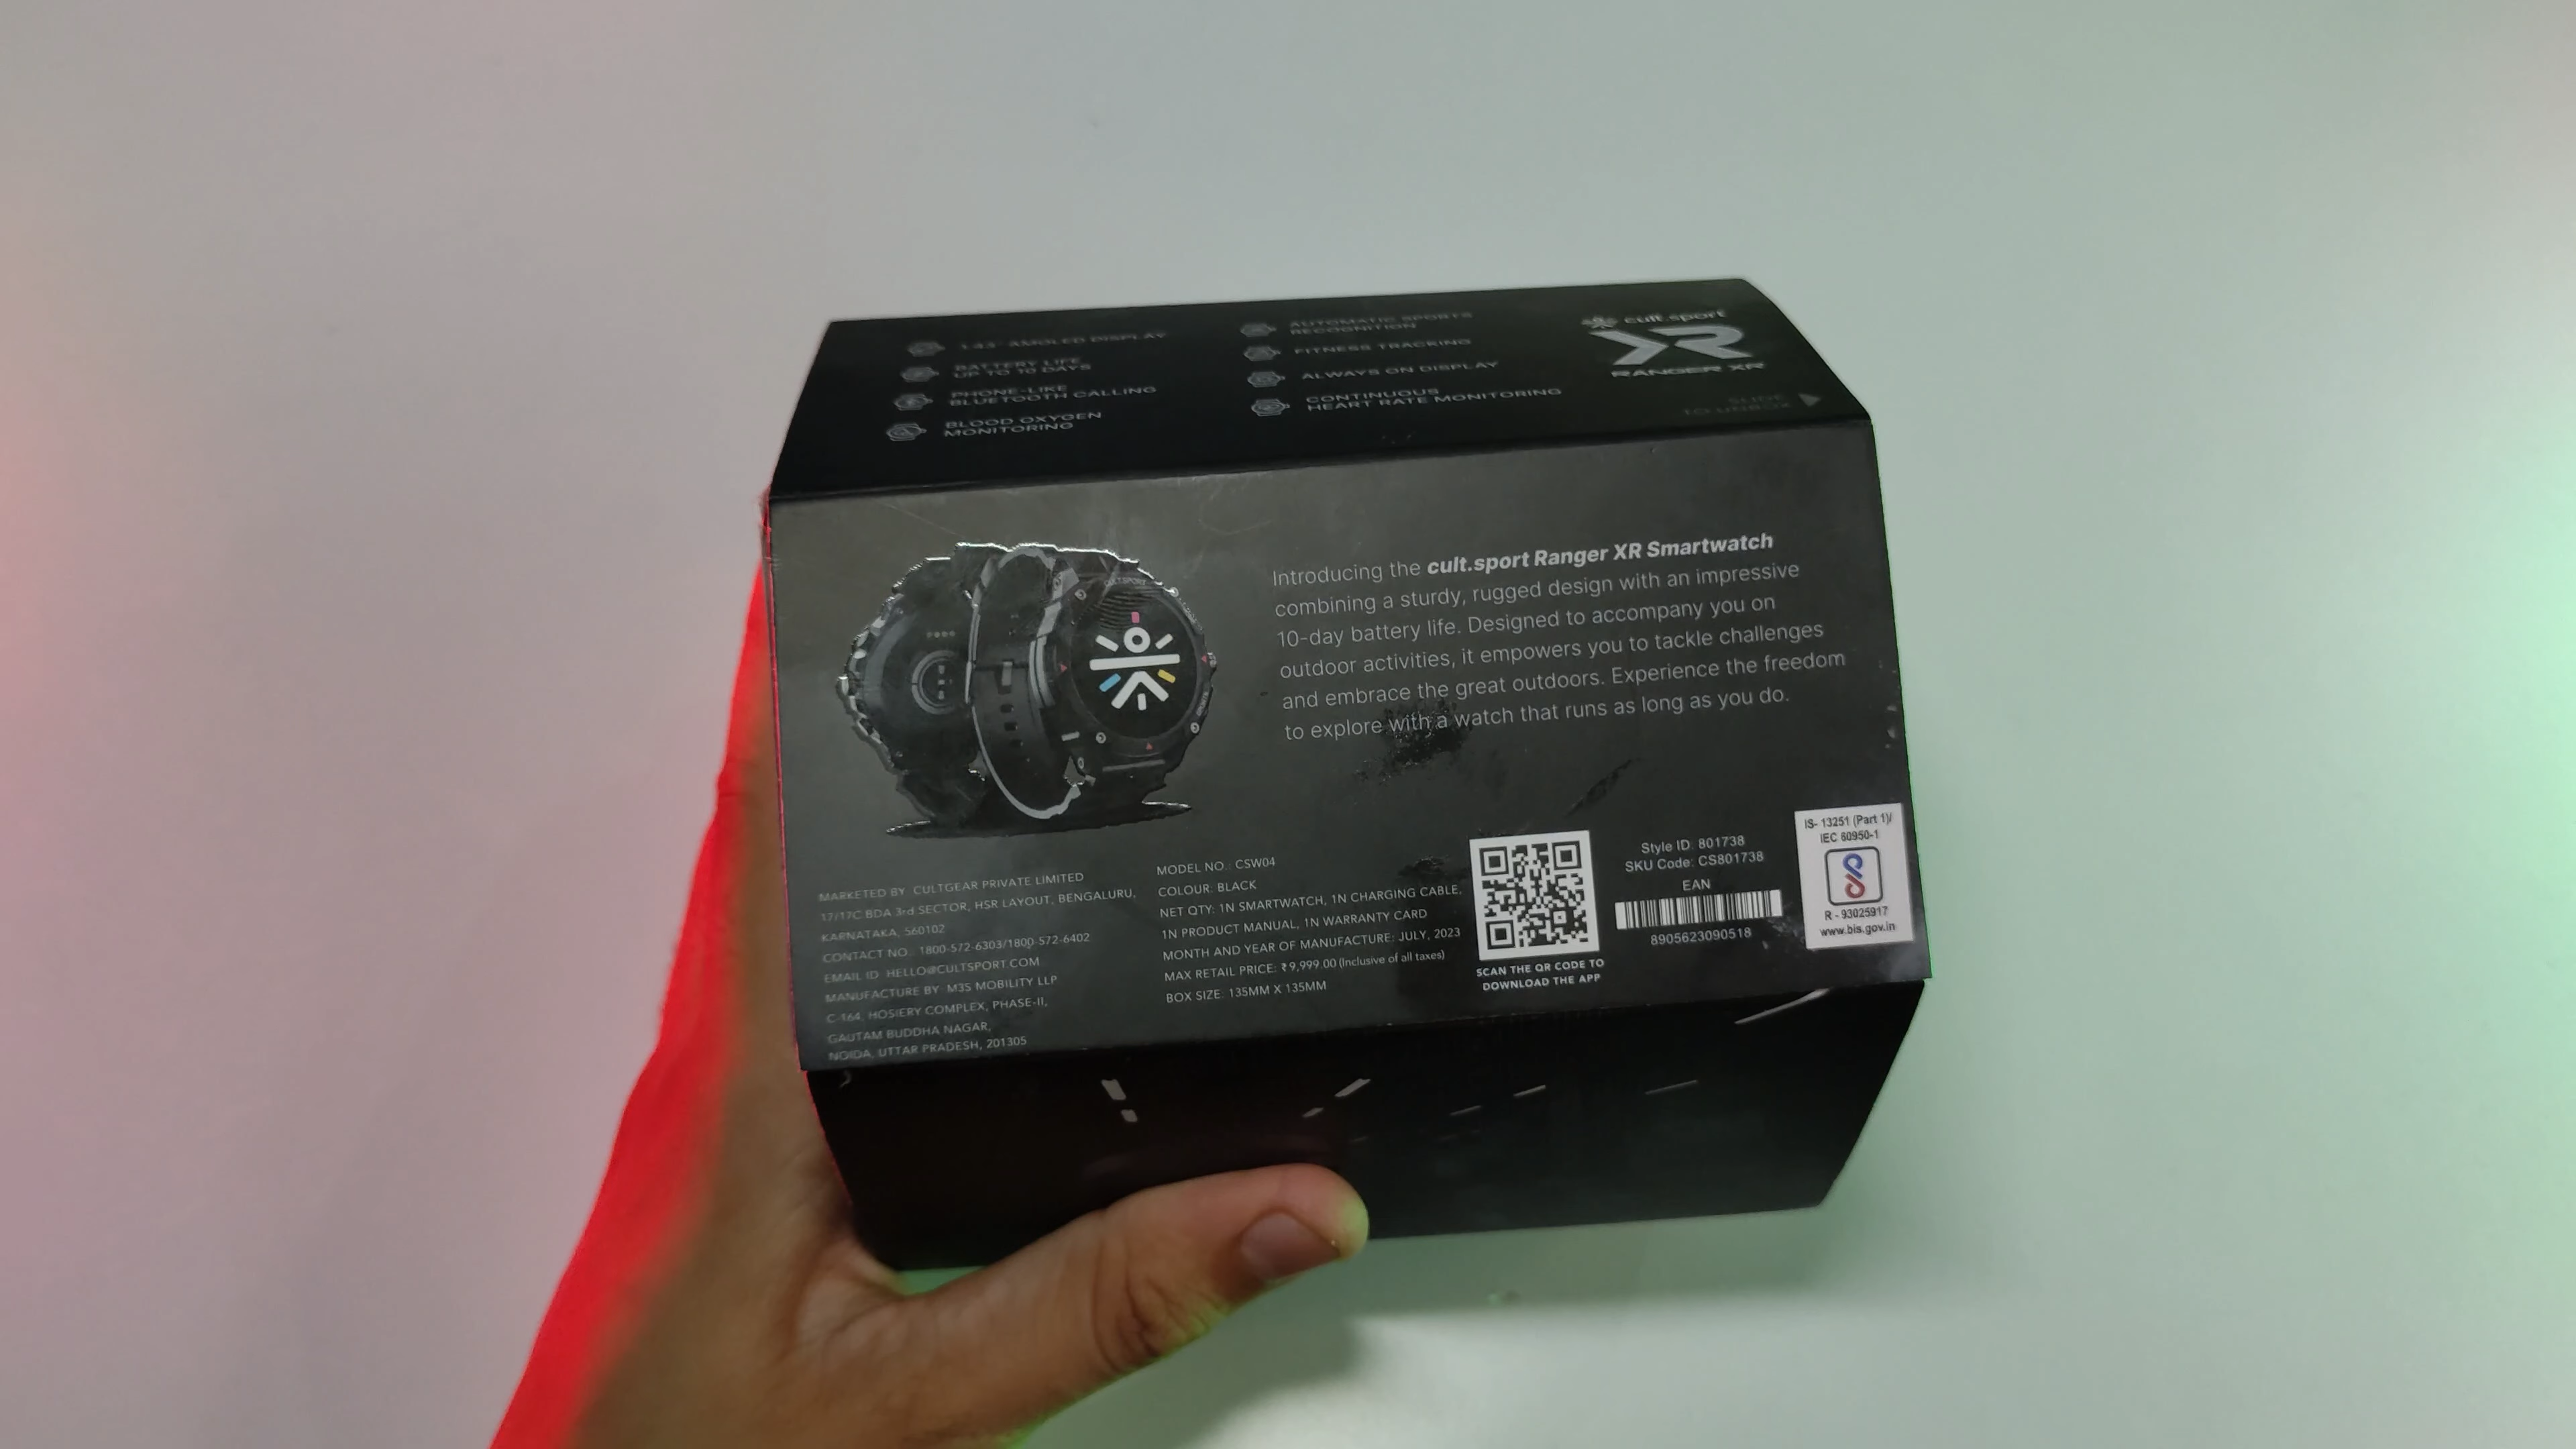 1.43" AMOLED DISPLAY
BATTERY LIFE
UP TO 10 DAYS
PHONE-LIKE
BLUETOOTH CALLING
BLOOD OXYGEN
MONITORING
AUTOMATIC SPORTS
RECOGNITION
FITNESS TRACKING
ALWAYS ON DISPLAY
CONTINUOUS
HEART RATE MONITORING
cult.sport
XR
RANGER XR
SLIDE
TO UNBOX
CULTSPORT
Introducing the cult.sport Ranger XR Smartwatch
combining a sturdy, rugged design with an impressive
10-day battery life. Designed to accompany you on
outdoor activities, it empowers you to tackle challenges
and embrace the great outdoors. Experience the freedom
to explore with a watch that runs as long as you do.
MARKETED BY CULTGEAR PRIVATE LIMITED
17/17C BDA 3rd SECTOR, HSR LAYOUT, BENGALURU,
KARNATAKA, 560102
CONTACT NO.: 1800-572-6303/1800-572-6402
EMAIL ID HELLO@CULTSPORT.COM
MANUFACTURE BY M3S MOBILITY LLP
C-164, HOSIERY COMPLEX, PHASE-II,
GAUTAM BUDDHA NAGAR,
NOIDA, UTTAR PRADESH, 201305
MODEL NO.: CSW04
COLOUR: BLACK
NET QTY: 1N SMARTWATCH, 1N CHARGING CABLE,
1N PRODUCT MANUAL, 1N WARRANTY CARD
MONTH AND YEAR OF MANUFACTURE: JULY, 2023
MAX RETAIL PRICE: ₹9,999.00 (Inclusive of all taxes)
BOX SIZE: 135MM X 135MM
SCAN THE QR CODE TO
DOWNLOAD THE APP
Style ID: 801738
SKU Code: CS801738
EAN
8905623090518
IS- 13251 (Part 1)/
IEC 60950-1
R - 93025917
www.bis.gov.in